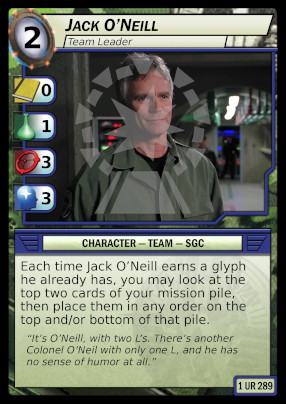 2
JACK O'NEILL
Team Leader
0
1
3
3
CHARACTER – TEAM – SGC
Each time Jack O'Neill earns a glyph
he already has, you may look at the
top two cards of your mission pile,
then place them in any order on the
top and/or bottom of that pile.
"It's O'Neill, with two L's. There's another
Colonel O'Neil with only one L, and he has
no sense of humor at all."
1 UR 289